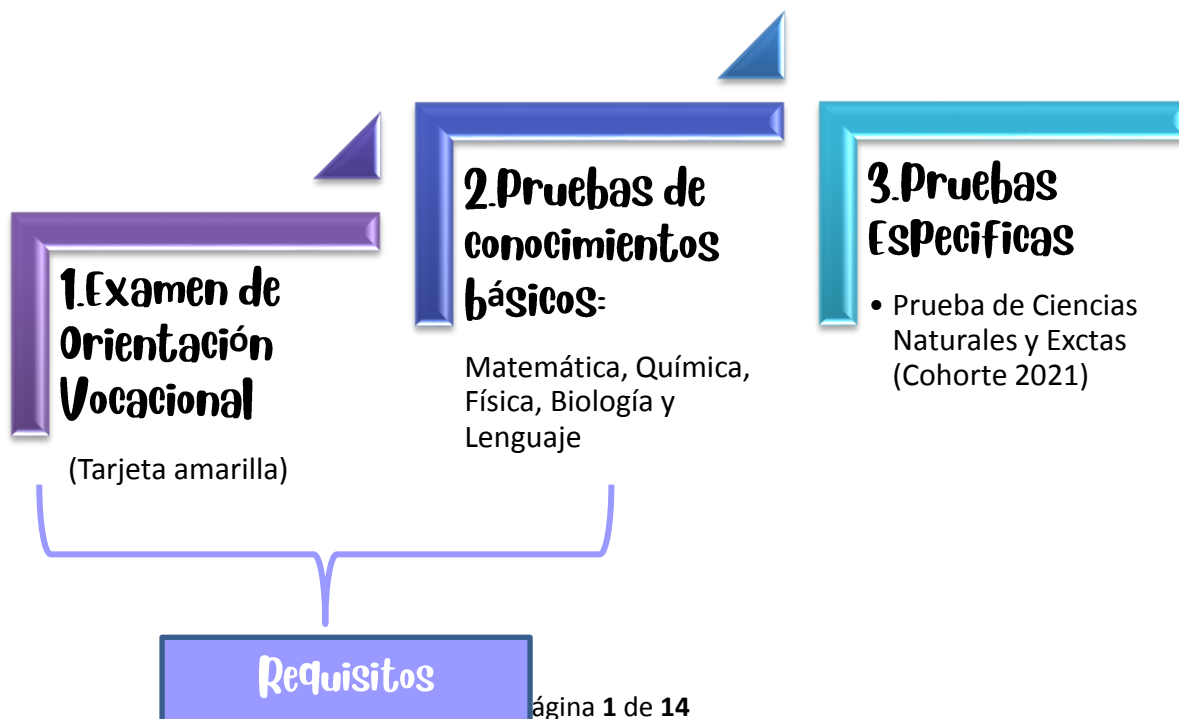 1.Examen de
Orientación
Vocacional
(Tarjeta amarilla)
2.Pruebas de
conocimientos
básicos:
Matemática, Química,
Física, Biología y
Lenguaje
3.Pruebas
Especificas
• Prueba de Ciencias
Naturales y Exctas
(Cohorte 2021)
Requisitos
ágina 1 de 14